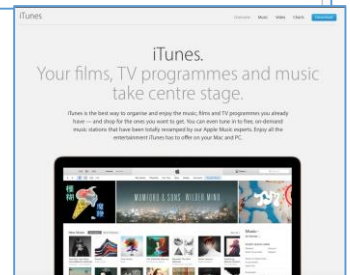 iTunes
Overview Music Video Charts Download
iTunes.
Your films, TV programmes and music
take centre stage.
iTunes is the best way to organise and enjoy the music, films and TV programmes you already
have — and shop for the ones you want to get. You can even tune in to free, on-demand
music stations that have been totally revamped by our Apple Music experts. Enjoy all the
entertainment iTunes has to offer on your Mac and PC.
MUMFORD & SONS WILDER MIND
Music